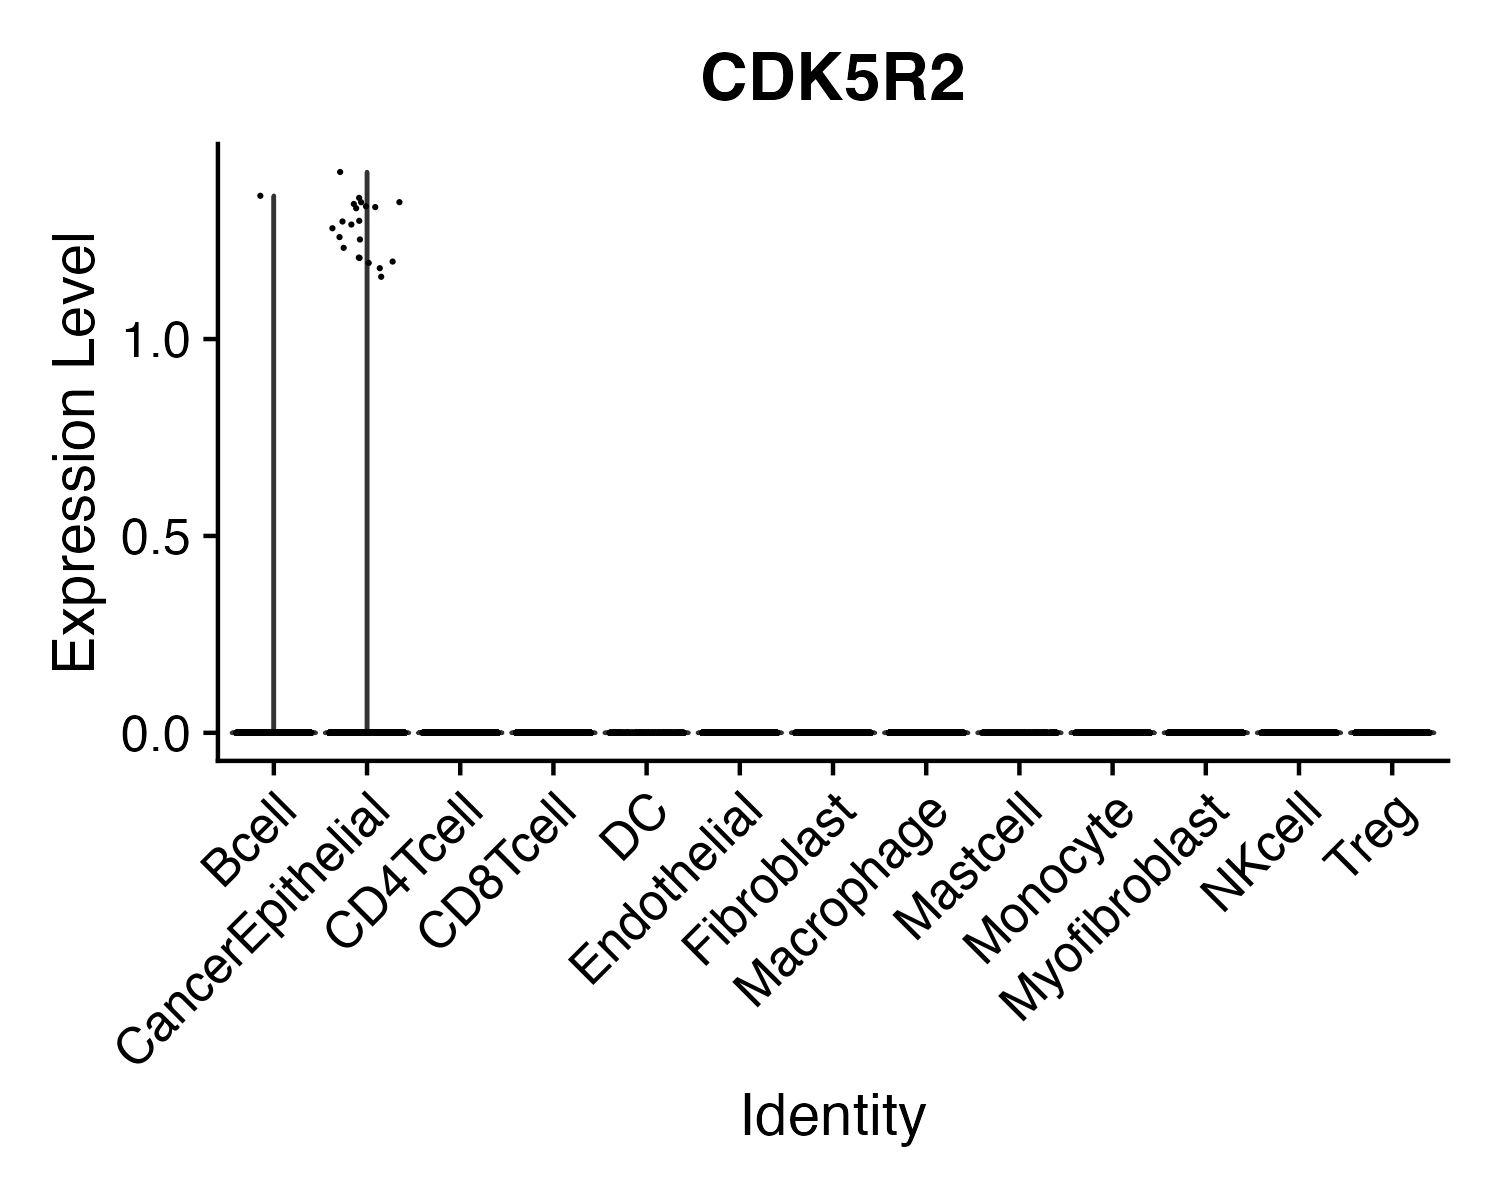 CDK5R2
Expression Level
1.0
0.5
0.0
Bcell
CancerEpithelial
CD4Tcell
CD8Tcell
DC
Endothelial
Fibroblast
Macrophage
Mastcell
Monocyte
Myofibroblast
NKcell
Treg
Identity